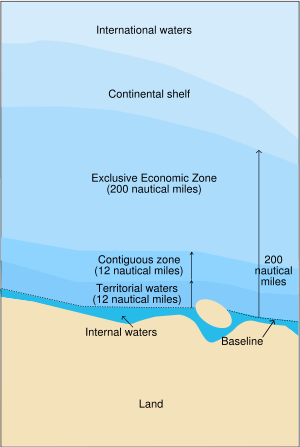 International waters
Continental shelf
Exclusive Economic Zone
(200 nautical miles)
Contiguous zone
(12 nautical miles)
200
nautical
miles
Territorial waters
(12 nautical miles)
Internal waters
Baseline
Land